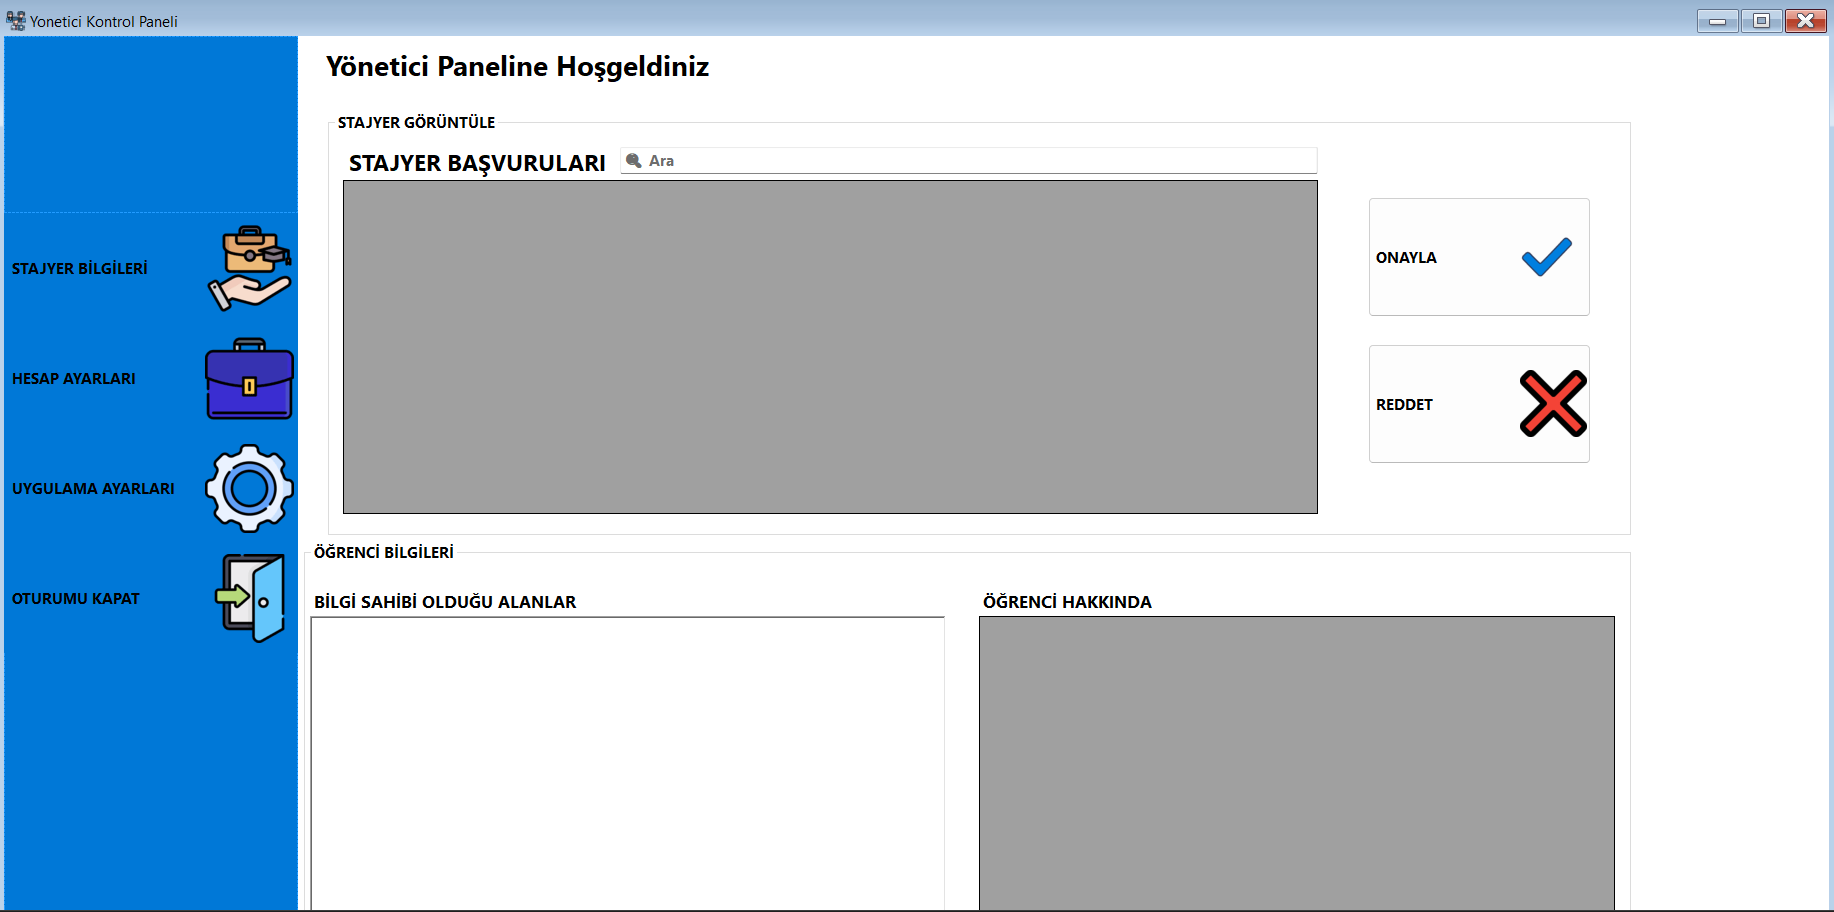 Yonetici Kontrol Paneli
Yönetici Paneline Hoşgeldiniz
STAJYER GÖRÜNTÜLE
STAJYER BAŞVURULARI
Ara
ONAYLA
REDDET
STAJYER BİLGİLERİ
HESAP AYARLARI
UYGULAMA AYARLARI
OTURUMU KAPAT
ÖĞRENCİ BİLGİLERİ
BİLGİ SAHİBİ OLDUĞU ALANLAR
ÖĞRENCİ HAKKINDA